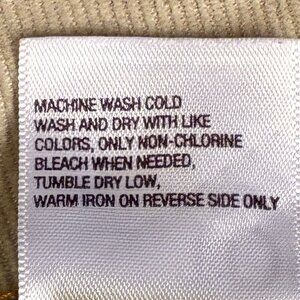 MACHINE WASH COLD
WASH AND DRY WITH LIKE
COLORS, ONLY NON-CHLORINE
BLEACH WHEN NEEDED,
TUMBLE DRY LOW,
WARM IRON ON REVERSE SIDE ONLY